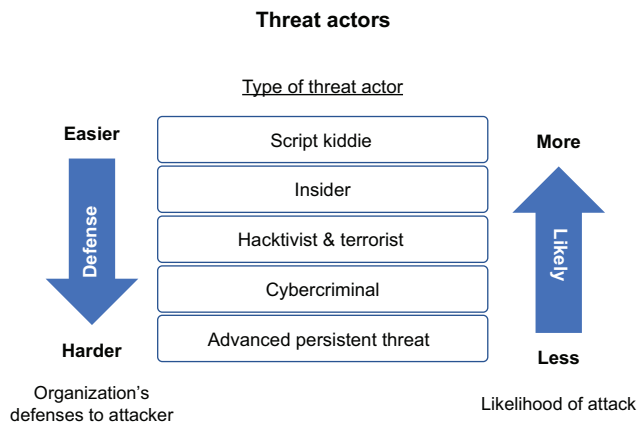 Threat actors
Type of threat actor
Easier
Script kiddie
More
Insider
Defense
Hacktivist & terrorist
Likely
Cybercriminal
Harder
Advanced persistent threat
Less
Organization’s
defenses to attacker
Likelihood of attack